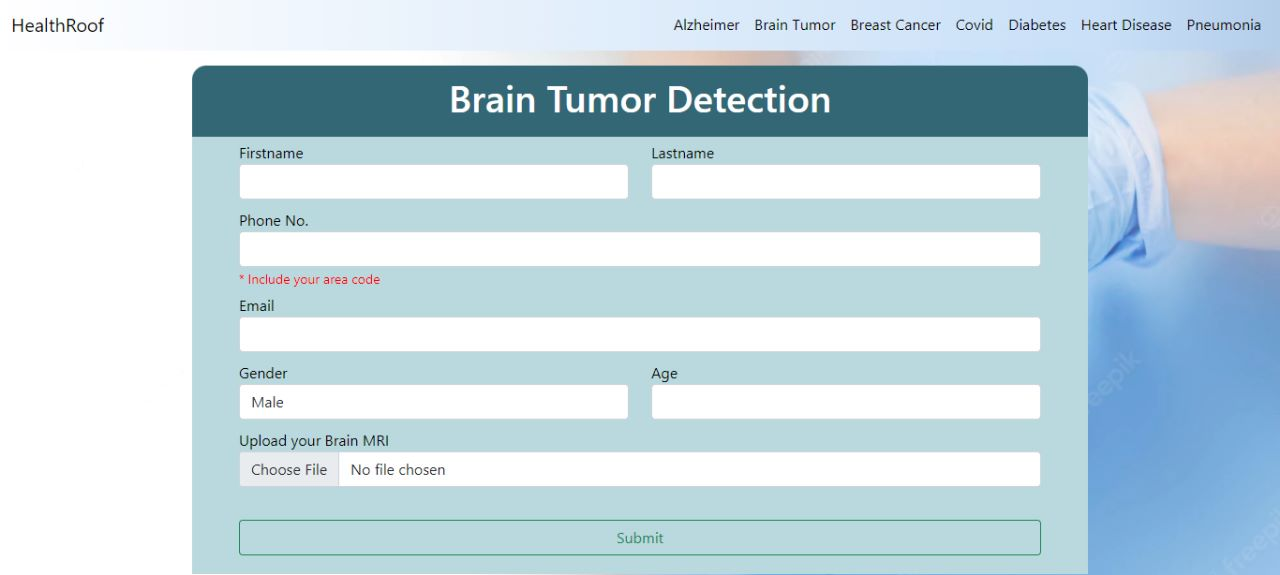 HealthRoof Alzheimer Brain Tumor Breast Cancer Covid Diabetes Heart Disease Pneumonia
Brain Tumor Detection
Firstname Lastname
Phone No.
* Include your area code
Email
Gender Age
Male
Upload your Brain MRI
Choose File No file chosen
Submit